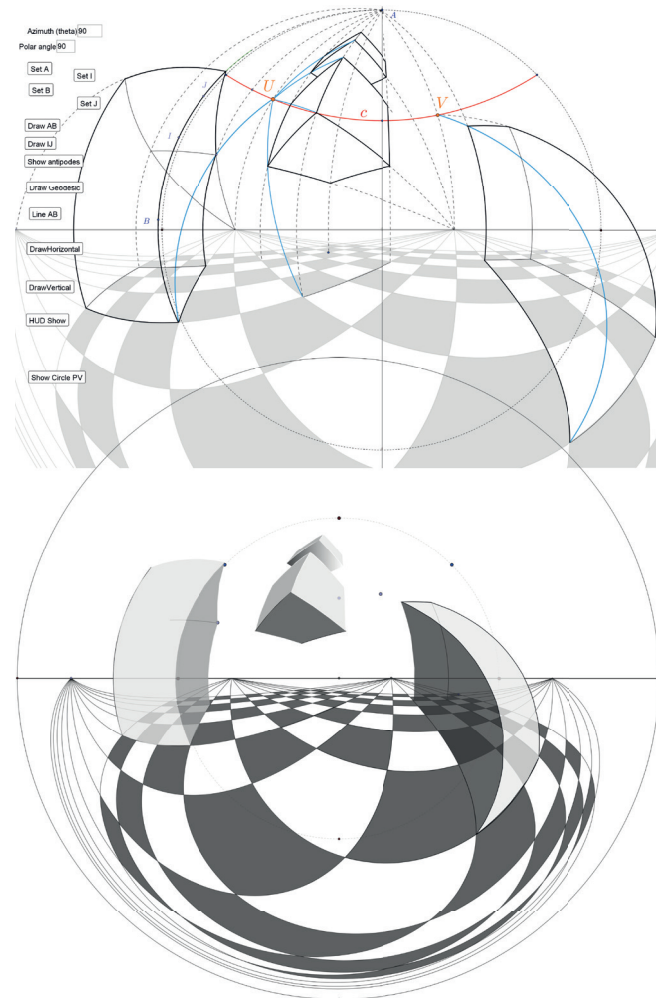 Azimuth (theta) 90
Polar angle 90
A
Set A
Set I
J
Set B
Set J
U
c
V
Draw AB
I
Draw IJ
Show antipodes
Draw Geodesic
Line AB
B
DrawHorizontal
DrawVertical
HUD Show
Show Circle PV